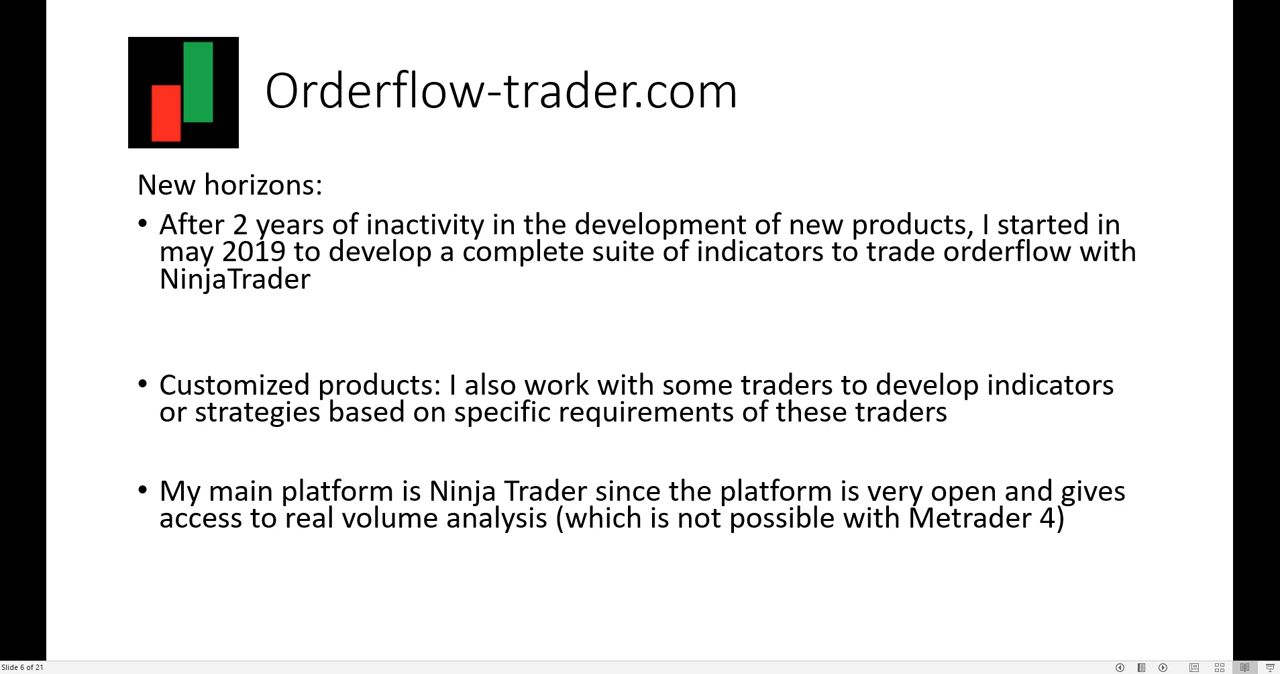 Orderflow-trader.com
New horizons:
• After 2 years of inactivity in the development of new products, I started in
may 2019 to develop a complete suite of indicators to trade orderflow with
NinjaTrader
• Customized products: I also work with some traders to develop indicators
or strategies based on specific requirements of these traders
• My main platform is Ninja Trader since the platform is very open and gives
access to real volume analysis (which is not possible with Metrader 4)
Slide 6 of 21